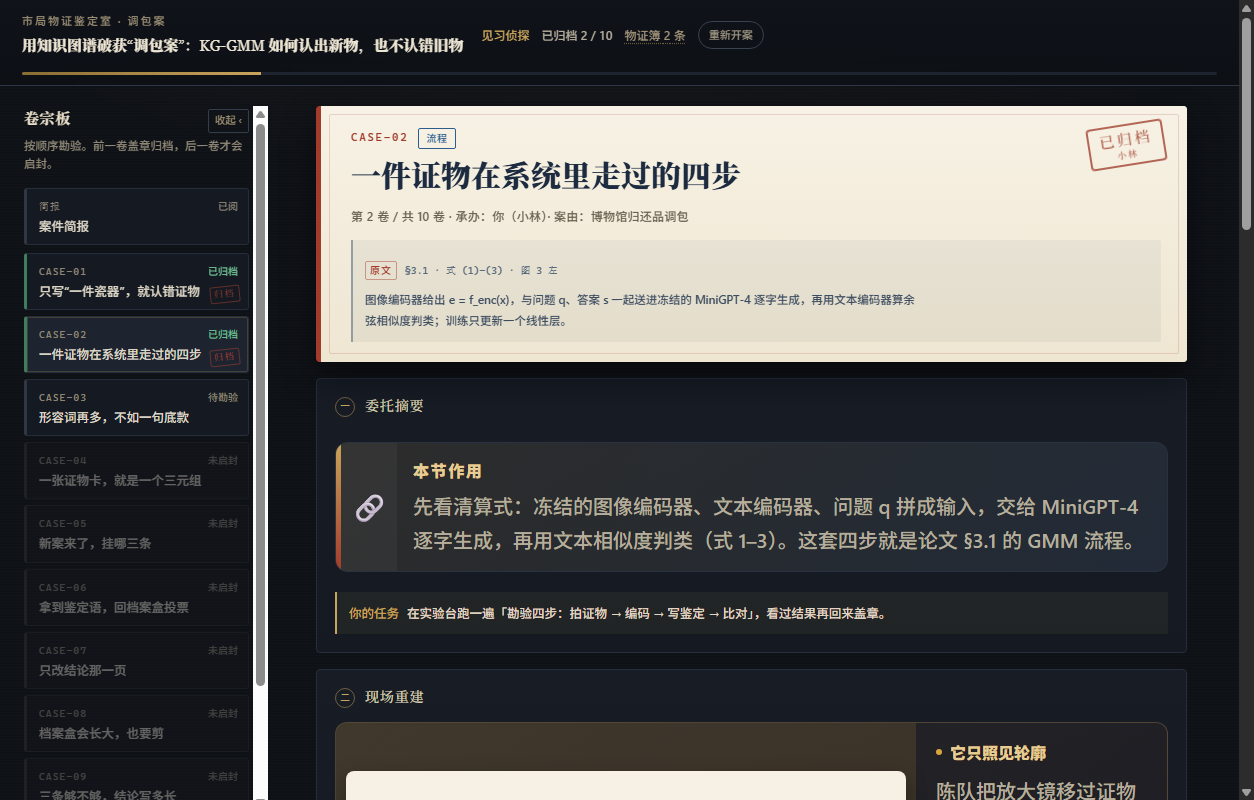 市局物证鉴定室 · 调包案
用知识图谱破获“调包案”：KG-GMM 如何认出新物，也不认错旧物
见习侦探 已归档 2 / 10 物证簿 2 条 重新开案
卷宗板
收起 ‹
按顺序勘验。前一卷盖章归档，后一卷才会
启封。
简报 已阅
案件简报
CASE-01 已归档
只写“一件瓷器”，就认错证物 归档
CASE-02 已归档
一件证物在系统里走过的四步 归档
CASE-03 待勘验
形容词再多，不如一句底款
CASE-04 未启封
一张证物卡，就是一个三元组
CASE-05 未启封
新案来了，挂哪三条
CASE-06 未启封
拿到鉴定语，回档案盒投票
CASE-07 未启封
只改结论那一页
CASE-08 未启封
档案盒会长大，也要剪
CASE-09 未启封
三条够不够，结论写多长
CASE-02 流程
已归档
小林
一件证物在系统里走过的四步
第 2 卷 / 共 10 卷 · 承办：你（小林）· 案由：博物馆归还品调包
原文 §3.1 · 式 (1)–(3) · 图 3 左
图像编码器给出 e = f_enc(x)，与问题 q、答案 s 一起送进冻结的 MiniGPT-4 逐字生成，再用文本编码器算余
弦相似度判类；训练只更新一个线性层。
一 委托摘要
本节作用
先看清算式：冻结的图像编码器、文本编码器、问题 q 拼成输入，交给 MiniGPT-4
逐字生成，再用文本相似度判类（式 1–3）。这套四步就是论文 §3.1 的 GMM 流程。
你的任务 在实验台跑一遍「勘验四步：拍证物 → 编码 → 写鉴定 → 比对」，看过结果再回来盖章。
二 现场重建
它只照见轮廓
陈队把放大镜移过证物